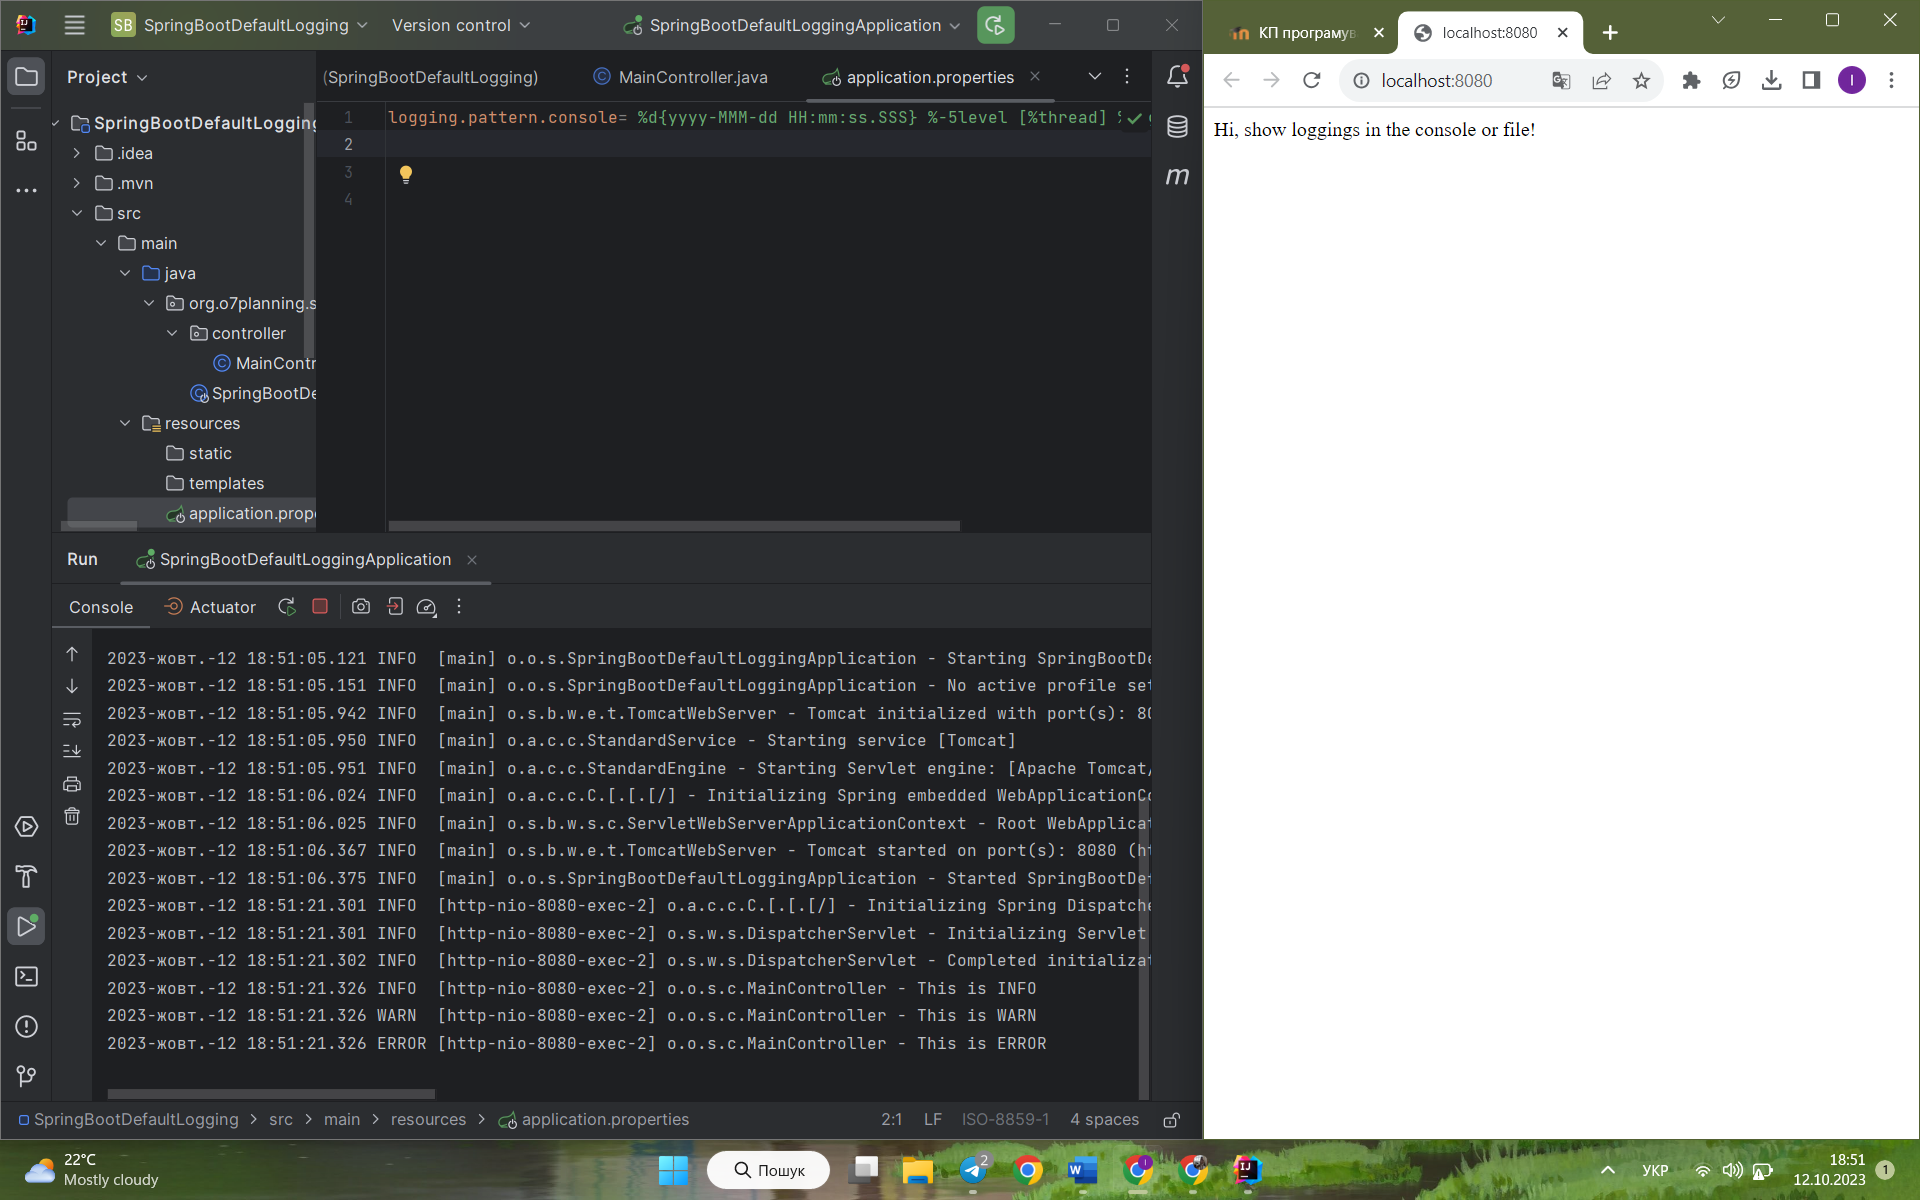 SB SpringBootDefaultLogging Version control SpringBootDefaultLoggingApplication
Project
(SpringBootDefaultLogging) MainController.java application.properties
SpringBootDefaultLogging
.idea
.mvn
src
main
java
org.o7planning.s
controller
MainContr
SpringBootDe
resources
static
templates
application.prope
1 logging.pattern.console= %d{yyyy-MMM-dd HH:mm:ss.SSS} %-5level [%thread] %
2
3
4
m
Run SpringBootDefaultLoggingApplication
Console Actuator
2023-жовт.-12 18:51:05.121 INFO  [main] o.o.s.SpringBootDefaultLoggingApplication - Starting SpringBootDe
2023-жовт.-12 18:51:05.151 INFO  [main] o.o.s.SpringBootDefaultLoggingApplication - No active profile set
2023-жовт.-12 18:51:05.942 INFO  [main] o.s.b.w.e.t.TomcatWebServer - Tomcat initialized with port(s): 80
2023-жовт.-12 18:51:05.950 INFO  [main] o.a.c.c.StandardService - Starting service [Tomcat]
2023-жовт.-12 18:51:05.951 INFO  [main] o.a.c.c.StandardEngine - Starting Servlet engine: [Apache Tomcat/
2023-жовт.-12 18:51:06.024 INFO  [main] o.a.c.c.C.[.[.[/] - Initializing Spring embedded WebApplicationCo
2023-жовт.-12 18:51:06.025 INFO  [main] o.s.b.w.s.c.ServletWebServerApplicationContext - Root WebApplicat
2023-жовт.-12 18:51:06.367 INFO  [main] o.s.b.w.e.t.TomcatWebServer - Tomcat started on port(s): 8080 (ht
2023-жовт.-12 18:51:06.375 INFO  [main] o.o.s.SpringBootDefaultLoggingApplication - Started SpringBootDef
2023-жовт.-12 18:51:21.301 INFO  [http-nio-8080-exec-2] o.a.c.c.C.[.[.[/] - Initializing Spring Dispatche
2023-жовт.-12 18:51:21.301 INFO  [http-nio-8080-exec-2] o.s.w.s.DispatcherServlet - Initializing Servlet
2023-жовт.-12 18:51:21.302 INFO  [http-nio-8080-exec-2] o.s.w.s.DispatcherServlet - Completed initializat
2023-жовт.-12 18:51:21.326 INFO  [http-nio-8080-exec-2] o.o.s.c.MainController - This is INFO
2023-жовт.-12 18:51:21.326 WARN  [http-nio-8080-exec-2] o.o.s.c.MainController - This is WARN
2023-жовт.-12 18:51:21.326 ERROR [http-nio-8080-exec-2] o.o.s.c.MainController - This is ERROR
SpringBootDefaultLogging > src > main > resources > application.properties 2:1 LF ISO-8859-1 4 spaces
КП програмув localhost:8080
localhost:8080 I
Hi, show loggings in the console or file!
22°C
Mostly cloudy
Пошук
2
УКР
18:51
12.10.2023
1